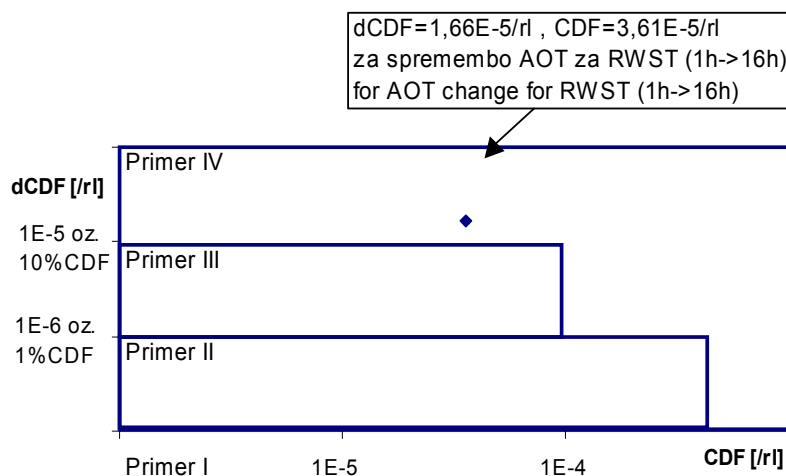 dCDF=1,66E-5/rl , CDF=3,61E-5/rl
za spremembo AOT za RWST (1h->16h)
for AOT change for RWST (1h->16h)
Primer IV
dCDF [/rl]
1E-5 oz.
10%CDF
Primer III
1E-6 oz.
1%CDF
Primer II
Primer I
1E-5
1E-4
CDF [/rl]